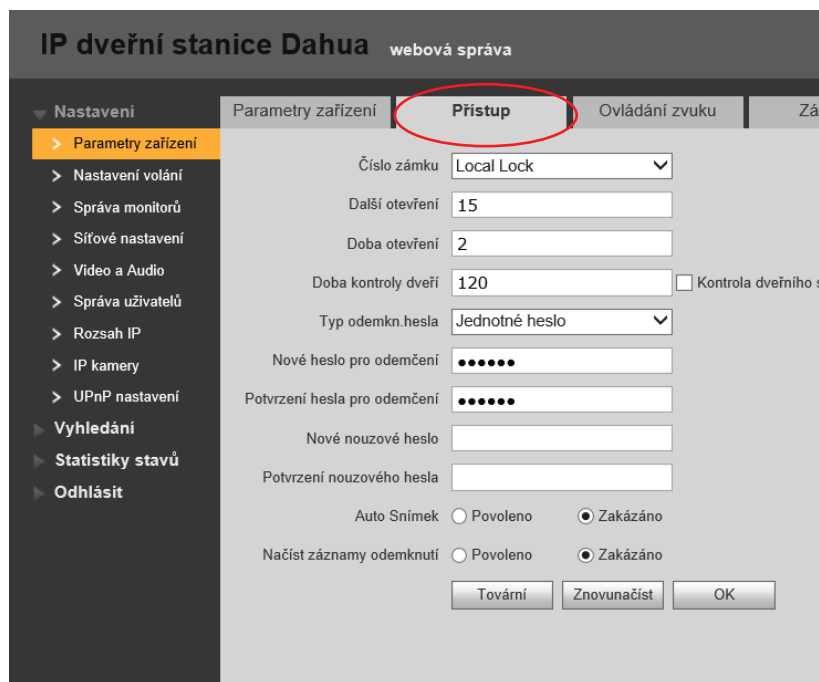 IP dveřní stanice Dahua webová správa
Nastavení
Parametry zařízení
Nastavení volání
Správa monitorů
Síťové nastavení
Video a Audio
Správa uživatelů
Rozsah IP
IP kamery
UPnP nastavení
Vyhledání
Statistiky stavů
Odhlásit
Parametry zařízení Přístup Ovládání zvuku Zá
Číslo zámku Local Lock
Další otevření 15
Doba otevření 2
Doba kontroly dveří 120 Kontrola dveřního s
Typ odemkn.hesla Jednotné heslo
Nové heslo pro odemčení ••••••
Potvrzení hesla pro odemčení ••••••
Nové nouzové heslo
Potvrzení nouzového hesla
Auto Snímek Povoleno Zakázáno
Načíst záznamy odemknutí Povoleno Zakázáno
Tovární Znovunačíst OK